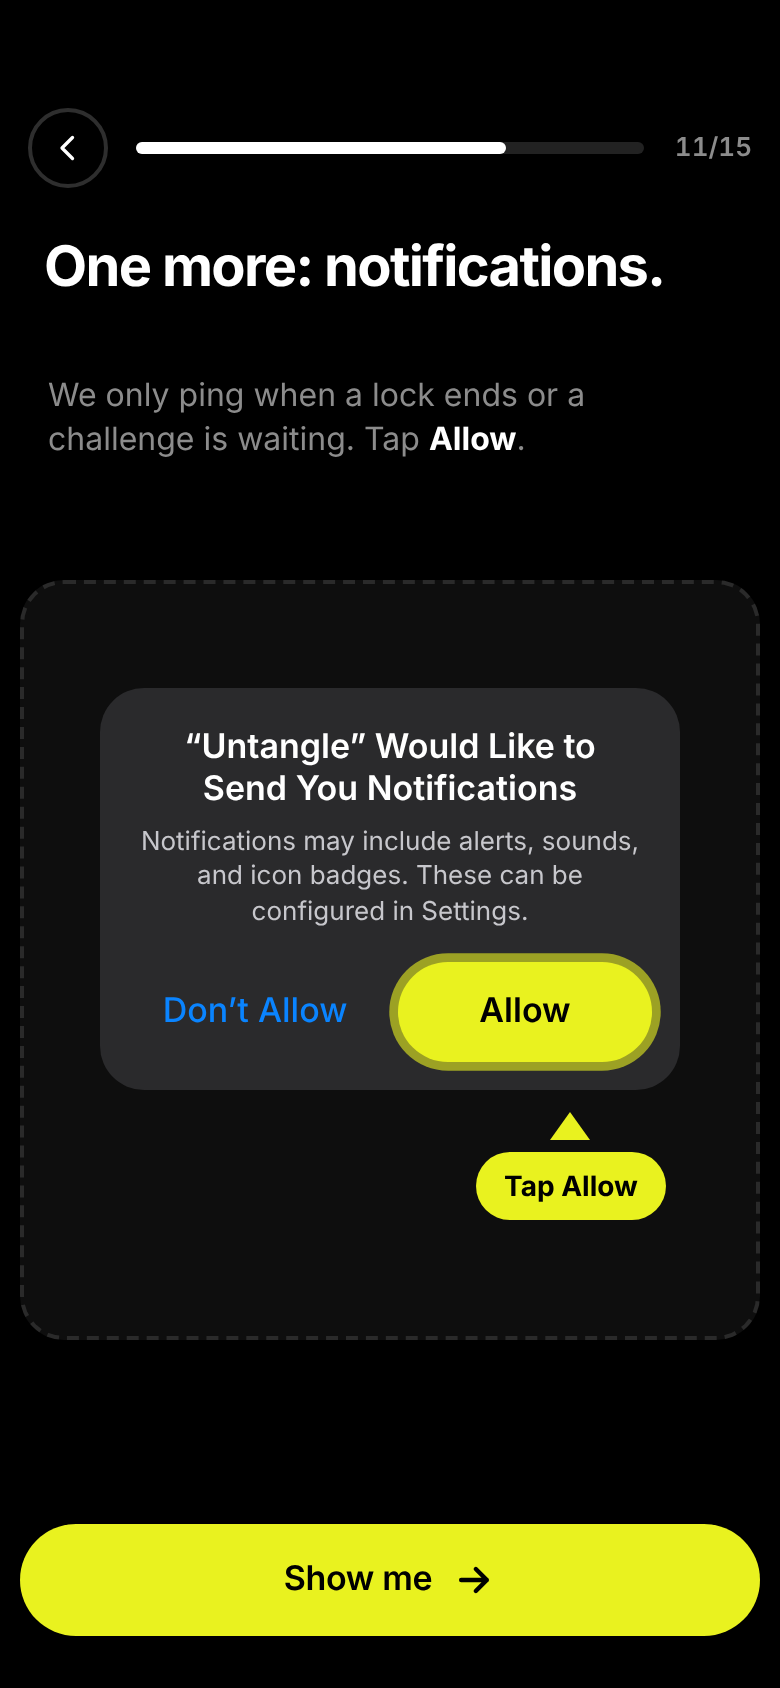 11/15
One more: notifications.
We only ping when a lock ends or a
challenge is waiting. Tap Allow.
“Untangle” Would Like to
Send You Notifications
Notifications may include alerts, sounds,
and icon badges. These can be
configured in Settings.
Don’t Allow
Allow
Tap Allow
Show me →